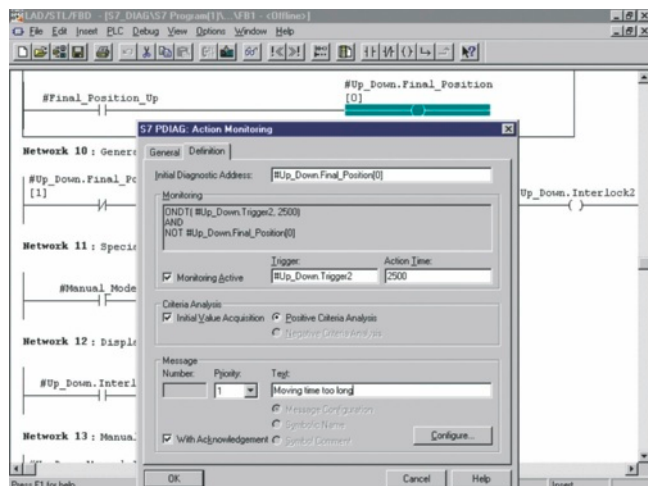 LAD/STL/FBD - [S7_DIAG\S7 Program(1)\...\FB1 - <Offline>]
File Edit Insert PLC Debug View Options Window Help
#Up_Down.Final_Position
#Final_Position_Up [0]
S7 PDIAG: Action Monitoring
General Definition
Network 10 : Genera
Initial Diagnostic Address: #Up_Down.Final_Position[0]
#Up_Down.Final_Po
[1]
Up_Down.Interlock2
Monitoring
ONDT( #Up_Down.Trigger2, 2500)
AND
NOT #Up_Down.Final_Position[0]
Network 11 : Specia
Trigger: Action Time:
Monitoring Active #Up_Down.Trigger2 2500
#Manual_Mode
Criteria Analysis
Initial Value Acquisition Positive Criteria Analysis
Negative Criteria Analysis
Network 12 : Displa
Message
Number: Priority: Text:
1 Moving time too long
#Up_Down.Interl
Message Configuration
Symbolic Name
With Acknowledgement Symbol Comment Configure...
Network 13 : Manua
OK Cancel Help
Press F1 for help. Insert